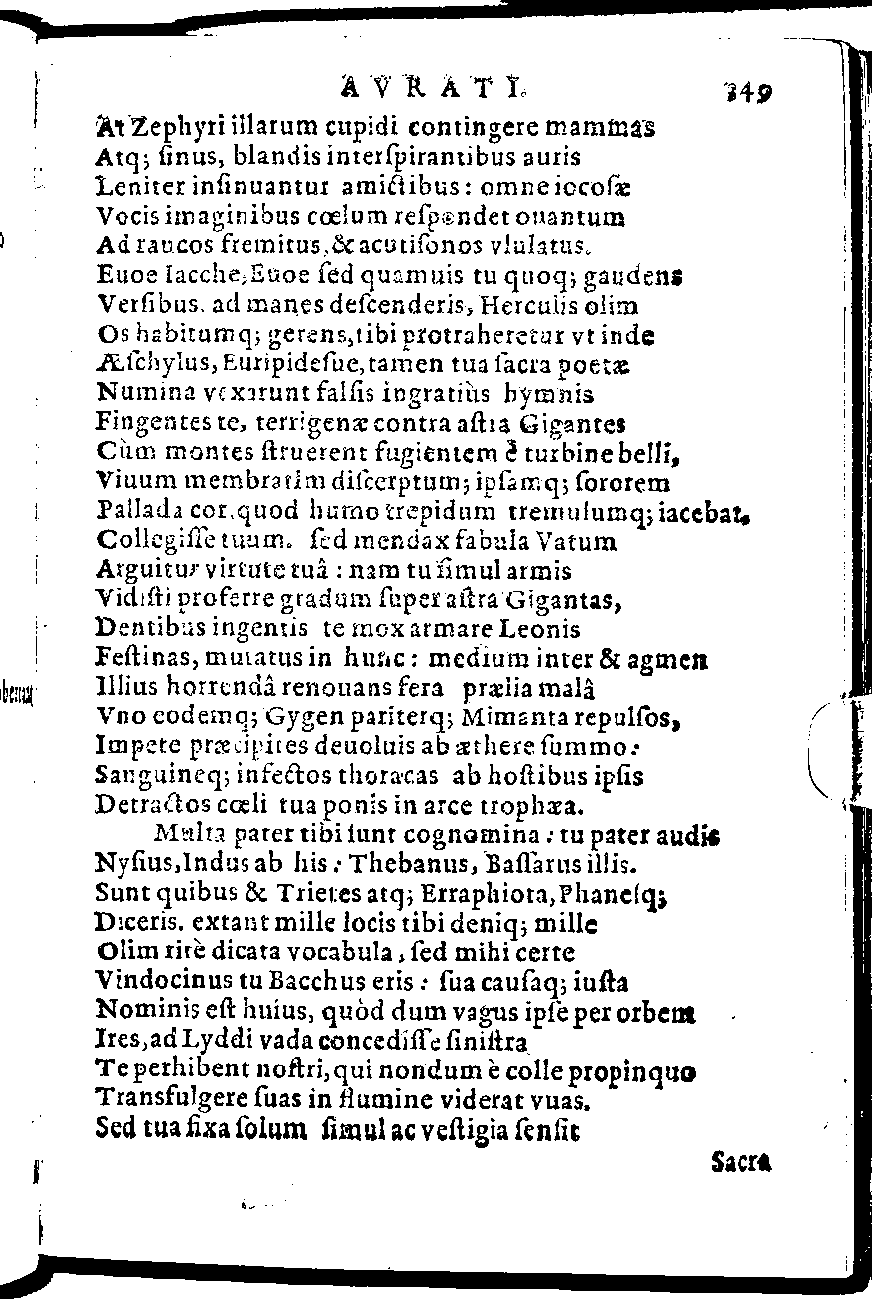 AVRATI. 349
At Zephyri illarum cupidi contingere mammas
Atq; ſinus, blandis interſpirantibus auris
Leniter inſinuantur amictibus: omne iocoſæ
Vocis imaginibus cœlum reſpondet ouantum
Ad raucos fremitus, & acutiſonos vlulatus.
Euoe Iacche, Euoe ſed quamuis tu quoq; gaudens
Verſibus. ad manes deſcenderis, Herculis olim
Os habitumq; gerens, tibi protraheretur vt inde
Æſchylus, Euripideſue, tamen tua ſacra poetæ
Numina vexarunt falſis ingratiùs hymnis
Fingentes te, terrigenæ contra aſtra Gigantes
Cùm montes ſtruerent fugientem è turbine belli,
Viuum membratim diſcerptum; ipſamq; ſororem
Pallada cor, quod humo trepidum tremulumq; iacebat,
Collegiſſe tuum. ſed mendax fabula Vatum
Arguitur virtute tuâ: nam tu ſimul armis
Vidiſti proferre gradum ſuper aſtra Gigantas,
Dentibus ingentis te mox armare Leonis
Feſtinas, mutatus in hunc: medium inter & agmen
Illius horrendâ renouans fera prælia malâ
Vno eodemq; Gygen pariterq; Mimanta repulſos,
Impete præcipites deuoluis ab æthere ſummo:
Sanguineq; infectos thoracas ab hoſtibus ipſis
Detractos cœli tua ponis in arce trophæa.
Multa pater tibi ſunt cognomina: tu pater audis
Nyſius, Indus ab his: Thebanus, Baſſarus illis.
Sunt quibus & Trietes atq; Erraphiota, Phaneſq;
Diceris. extant mille locis tibi deniq; mille
Olim ritè dicata vocabula, ſed mihi certe
Vindocinus tu Bacchus eris: ſua cauſaq; iuſta
Nominis eſt huius, quòd dum vagus ipſe per orbem
Ires, ad Lyddi vada conceſſiſſe ſiniſtra
Te perhibent noſtri, qui nondum è colle propinquo
Transfulgere ſuas in flumine viderat vuas.
Sed tua fixa ſolum ſimul ac veſtigia ſenſit
Sacra